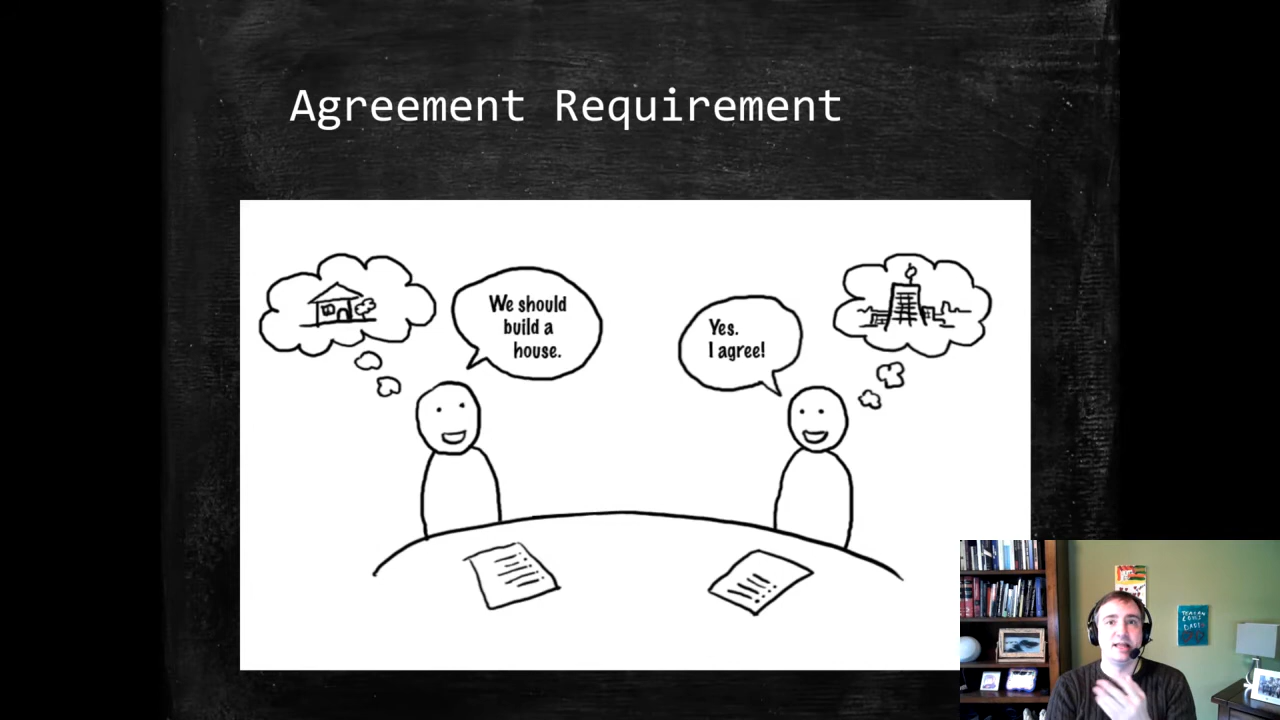 Agreement Requirement
We should
build a
house.
Yes.
I agree!